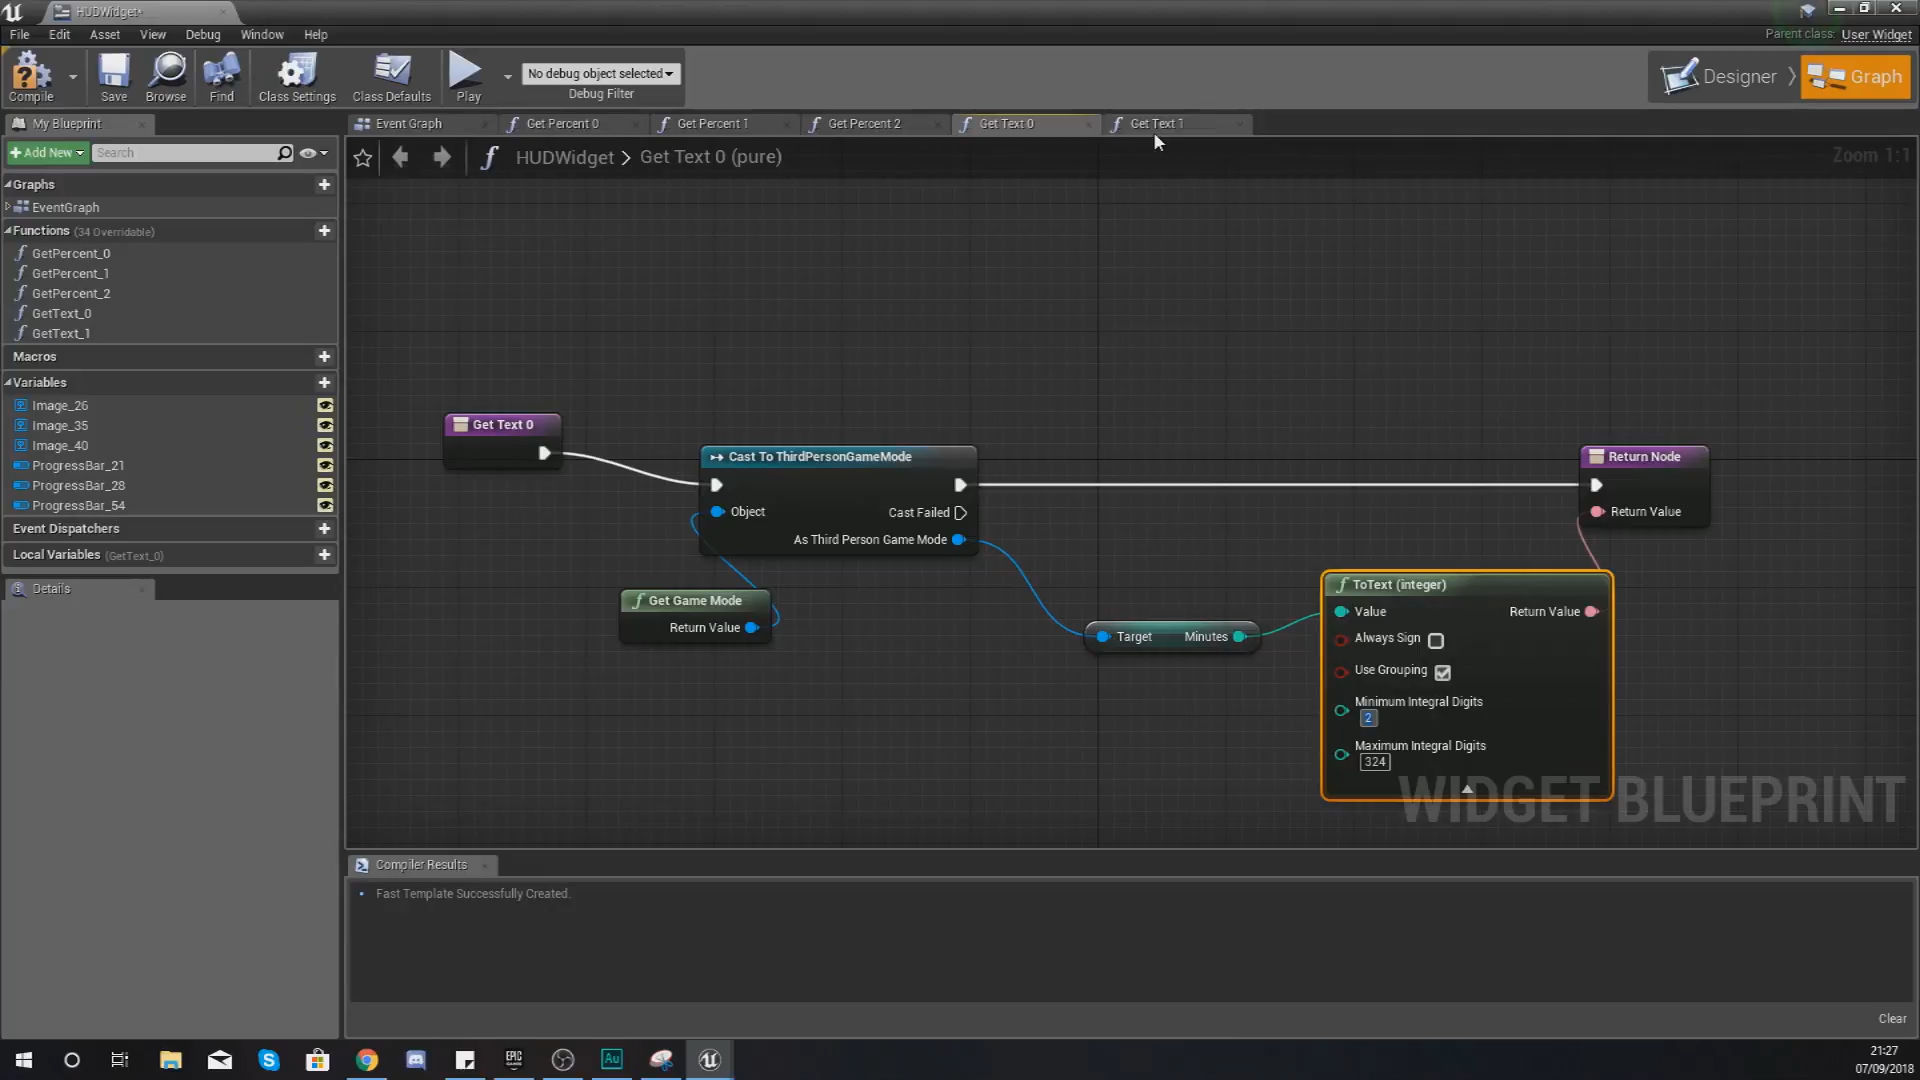 HUDWidget*
File Edit Asset View Debug Window Help
Parent class: User Widget
Compile Save Browse Find Class Settings Class Defaults Play
No debug object selected
Debug Filter
Designer Graph
My Blueprint
Event Graph Get Percent 0 Get Percent 1 Get Percent 2 Get Text 0 Get Text 1
+ Add New Search
HUDWidget > Get Text 0 (pure)
Zoom 1:1
Graphs
EventGraph
Functions (34 Overridable)
GetPercent_0
GetPercent_1
GetPercent_2
GetText_0
GetText_1
Macros
Variables
Image_26
Image_35
Image_40
ProgressBar_21
ProgressBar_28
ProgressBar_54
Event Dispatchers
Local Variables (GetText_0)
Details
Get Text 0
Cast To ThirdPersonGameMode
Object
Cast Failed
As Third Person Game Mode
Get Game Mode
Return Value
Target Minutes
Return Node
Return Value
ToText (integer)
Value Return Value
Always Sign
Use Grouping
Minimum Integral Digits
2
Maximum Integral Digits
324
WIDGET BLUEPRINT
Compiler Results
Fast Template Successfully Created.
Clear
EPIC
GAMES
Au
21:27
07/09/2018